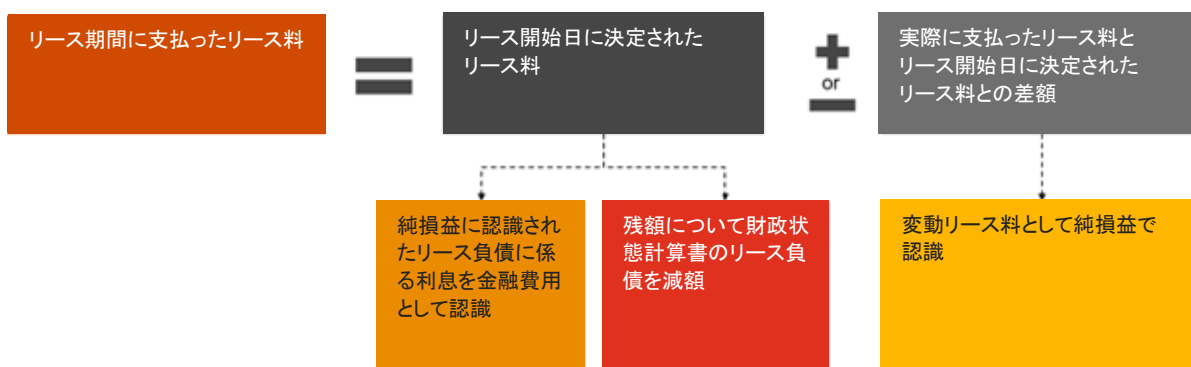 リース期間に支払ったリース料
リース開始日に決定された
リース料
or
実際に支払ったリース料と
リース開始日に決定された
リース料との差額
純損益に認識され
たリース負債に係
る利息を金融費用
として認識
残額について財政状
態計算書のリース負
債を減額
変動リース料として純損益で
認識